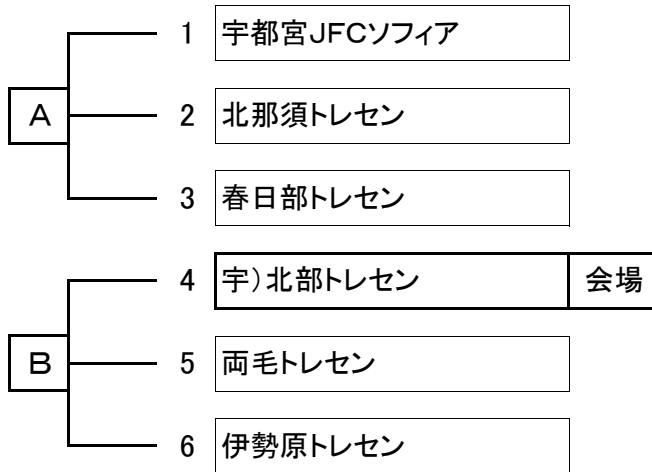 1 宇都宮JFCソフィア
A 2 北那須トレセン
3 春日部トレセン
4 宇)北部トレセン 会場
B 5 両毛トレセン
6 伊勢原トレセン